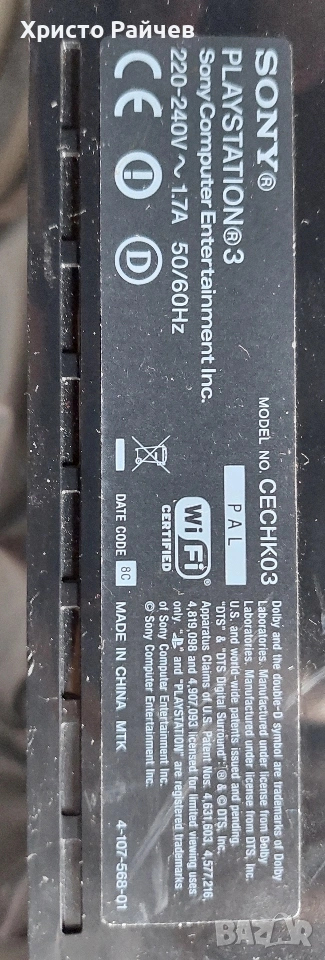 Христо Райчев
SONY®
PLAYSTATION®3
Sony Computer Entertainment Inc.
220-240V ~ 1.7A 50/60Hz
CE
D
MODEL NO. CECHK03
PAL
Wi Fi®
CERTIFIED
DATE CODE 8C
Dolby and the double-D symbol are trademarks of Dolby
Laboratories. Manufactured under license from Dolby
Laboratories. Manufactured under license from DTS, Inc.
U.S. and world-wide patents issued and pending.
"DTS" & "DTS Digital Surround" : ® & © DTS, Inc.
Apparatus Claims of U.S. Patent Nos. 4,631,603, 4,577,216,
4,819,098 and 4,907,093 licensed for limited viewing uses
only. " " and "PLAYSTATION" are registered trademarks
of Sony Computer Entertainment Inc.
© Sony Computer Entertainment Inc.
MADE IN CHINA MTK
4-107-568-01
BAZAR